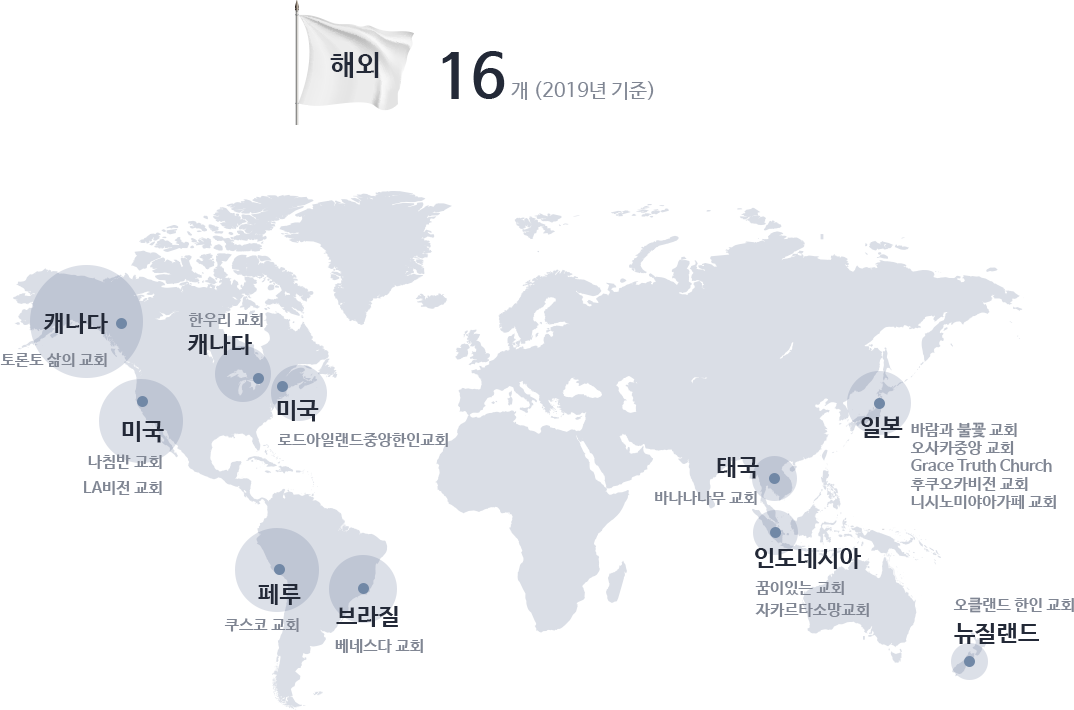 해외
16 개 (2019년 기준)
캐나다
토론토 삶의 교회
한우리 교회
캐나다
미국
로드아일랜드중앙한인교회
미국
나침반 교회
LA비전 교회
페루
쿠스코 교회
브라질
베네스다 교회
태국
바나나나무 교회
인도네시아
꿈이있는 교회
자카르타소망교회
일본
바람과 불꽃 교회
오사카중앙 교회
Grace Truth Church
후쿠오카비전 교회
니시노미야아가페 교회
오클랜드 한인 교회
뉴질랜드